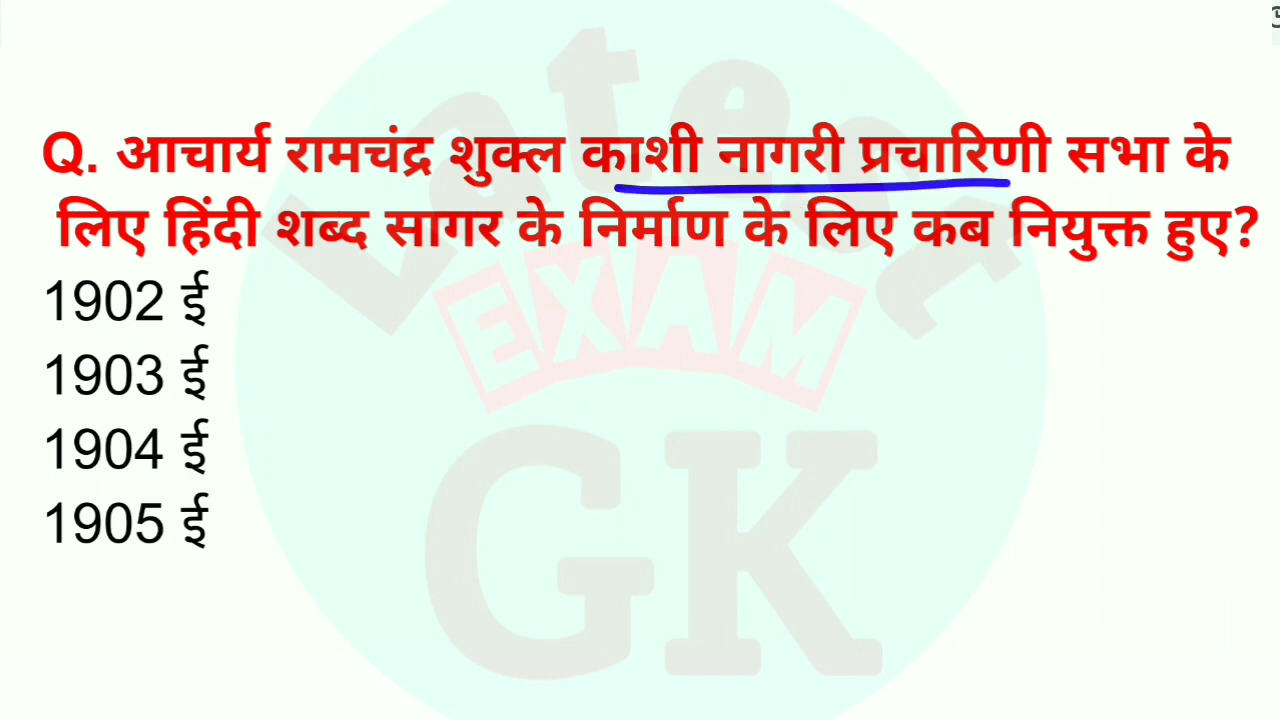 Latest
Q. आचार्य रामचंद्र शुक्ल काशी नागरी प्रचारिणी सभा के
लिए हिंदी शब्द सागर के निर्माण के लिए कब नियुक्त हुए?
EXAM
1902 ई
1903 ई
1904 ई
GK
1905 ई